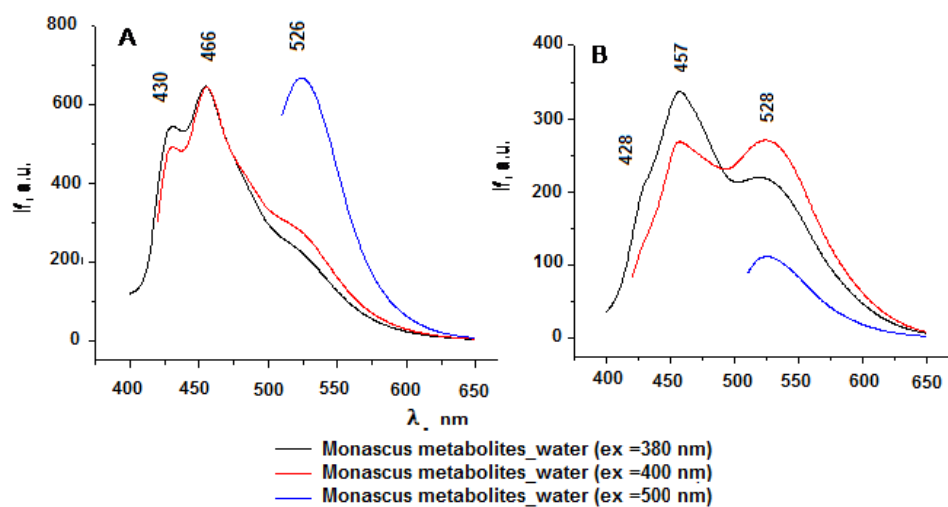 A
430
466
526
800
600
400
200
0
If, a.u.
400 450 500 550 600 650
λ, nm
B
428
457
528
400
300
200
100
0
If, a.u.
400 450 500 550 600 650
Monascus metabolites_water (ex =380 nm)
Monascus metabolites_water (ex =400 nm)
Monascus metabolites_water (ex =500 nm)